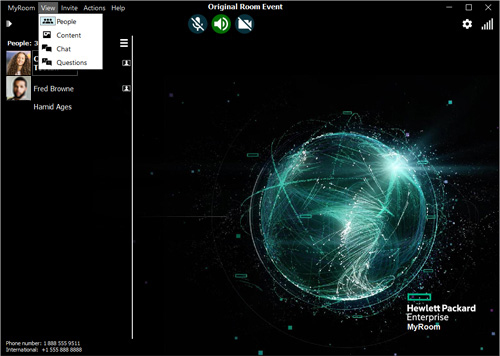 MyRoom View Invite Actions Help
Original Room Event
People
Content
Chat
Questions
People: 3
Fred Browne
Hamid Ages
Hewlett Packard
Enterprise
MyRoom
Phone number: 1 888 555 9511
International: +1 555 888 8888